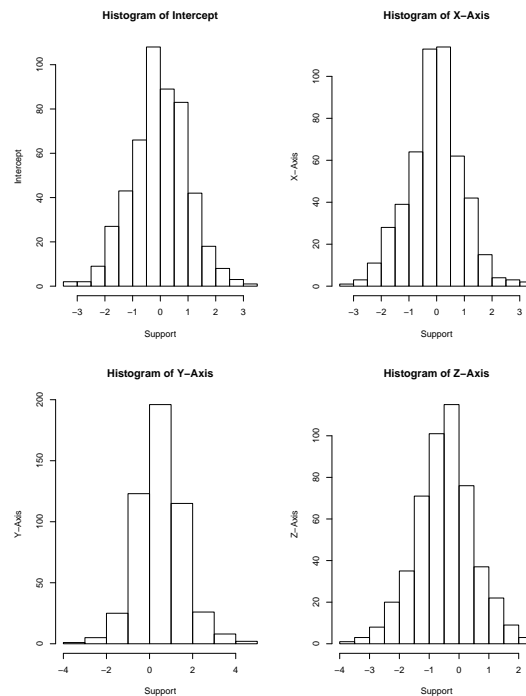 Histogram of Intercept
Intercept
0 20 40 60 80 100
−3 −2 −1 0 1 2 3
Support
Histogram of X−Axis
X−Axis
0 20 40 60 80 100
−3 −2 −1 0 1 2 3
Support
Histogram of Y−Axis
Y−Axis
0 50 100 150 200
−4 −2 0 2 4
Support
Histogram of Z−Axis
Z−Axis
0 20 40 60 80 100
−4 −3 −2 −1 0 1 2
Support